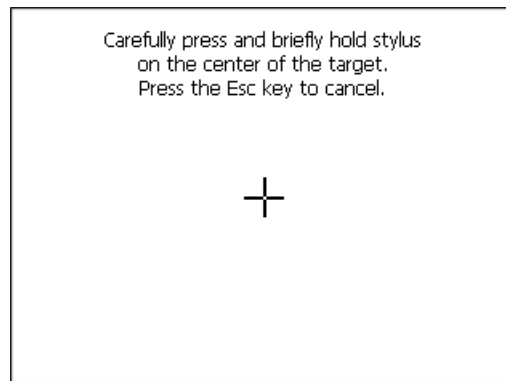 Carefully press and briefly hold stylus
on the center of the target.
Press the Esc key to cancel.